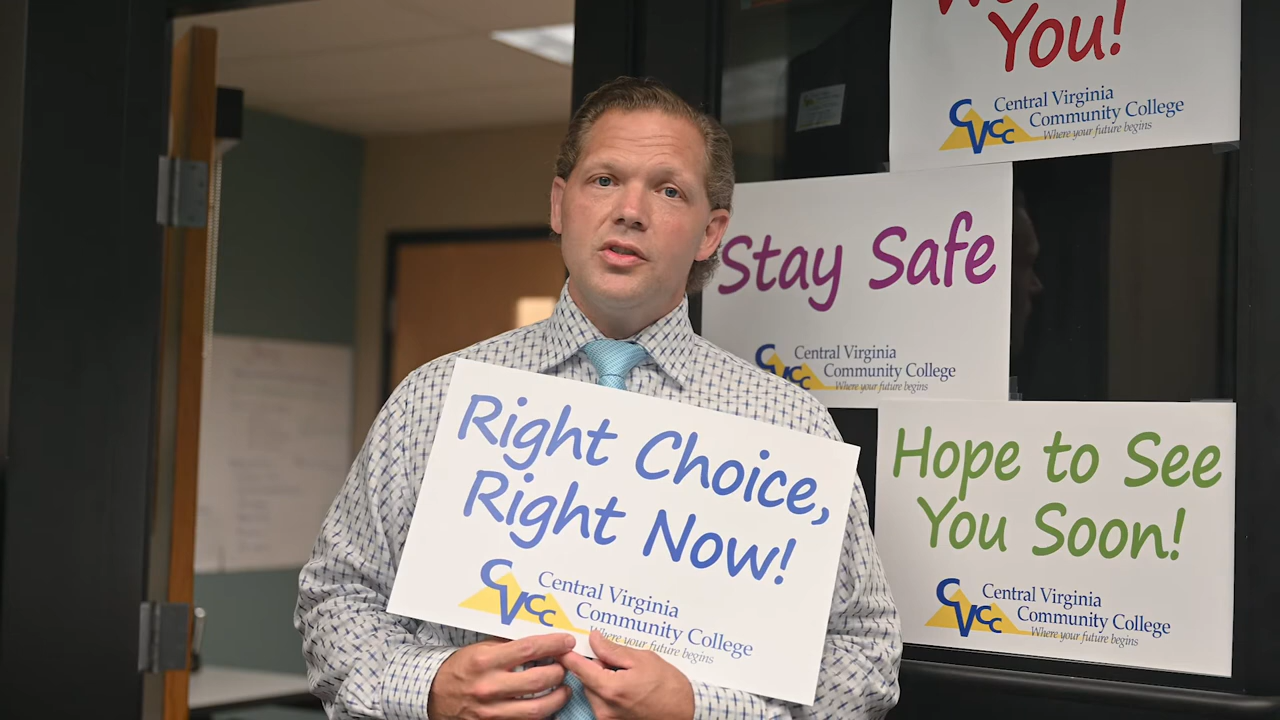 You!
CVCC
Central Virginia
Community College
Where your future begins
Stay Safe
CVCC
Central Virginia
Community College
Where your future begins
Right Choice,
Right Now!
CVCC
Central Virginia
Community College
Where your future begins
Hope to See
You Soon!
CVCC
Central Virginia
Community College
Where your future begins